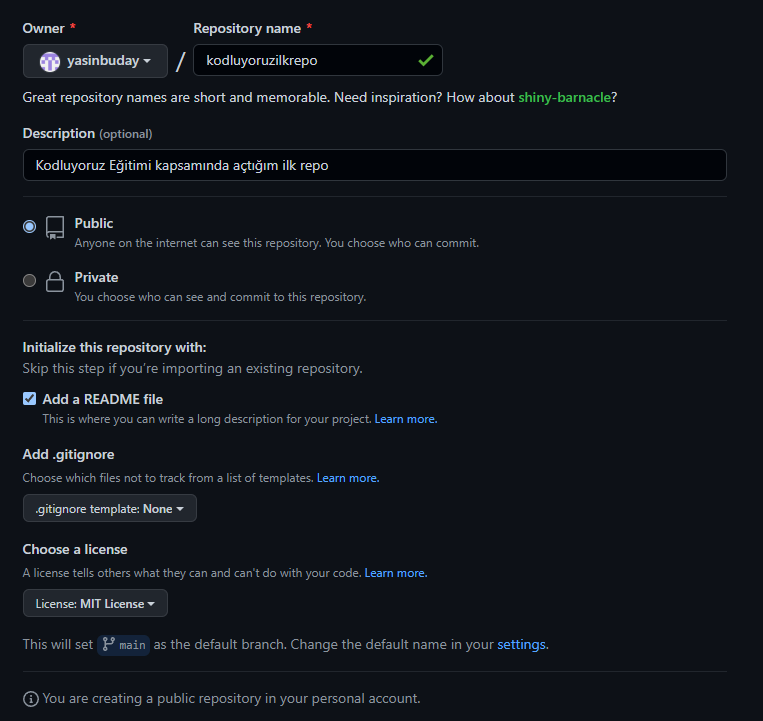 Owner * Repository name *
yasinbuday / kodluyoruzilkrepo
Great repository names are short and memorable. Need inspiration? How about shiny-barnacle?
Description (optional)
Kodluyoruz Eğitimi kapsamında açtığım ilk repo
Public
Anyone on the internet can see this repository. You choose who can commit.
Private
You choose who can see and commit to this repository.
Initialize this repository with:
Skip this step if you’re importing an existing repository.
Add a README file
This is where you can write a long description for your project. Learn more.
Add .gitignore
Choose which files not to track from a list of templates. Learn more.
.gitignore template: None
Choose a license
A license tells others what they can and can't do with your code. Learn more.
License: MIT License
This will set main as the default branch. Change the default name in your settings.
You are creating a public repository in your personal account.